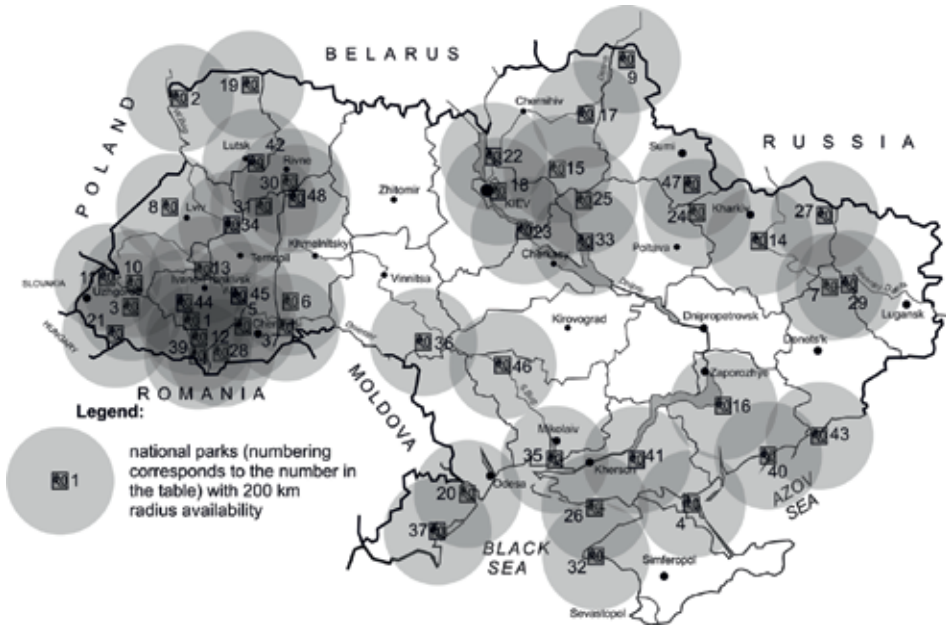 BELARUS
POLAND
RUSSIA
SLOVAKIA
HUNGARY
ROMANIA
MOLDOVA
BLACK
SEA
AZOV
SEA
19
2
9
Chernihiv
17
Lutsk
42
Rivne
30
22
15
Sumi
47
48
Zhitomir
18
KIEV
25
24
Kharkiv
27
8
Lviv
31
34
23
33
Poltava
14
Cherkasy
Khmelnitsky
Ternopil
13
Vinnitsa
10
Uzhgorod
3
44
45
6
5
7
29
Lugansk
21
1
12
39
28
37
36
Kirovograd
Dnipropetrovsk
Donets'k
46
S.Bug
Zaporozhye
16
Mikolaiv
35
Kherson
41
43
40
20
Odesa
26
4
37
32
Simferopol
Sevastopol
Legend:
1
national parks (numbering
corresponds to the number in
the table) with 200 km
radius availability